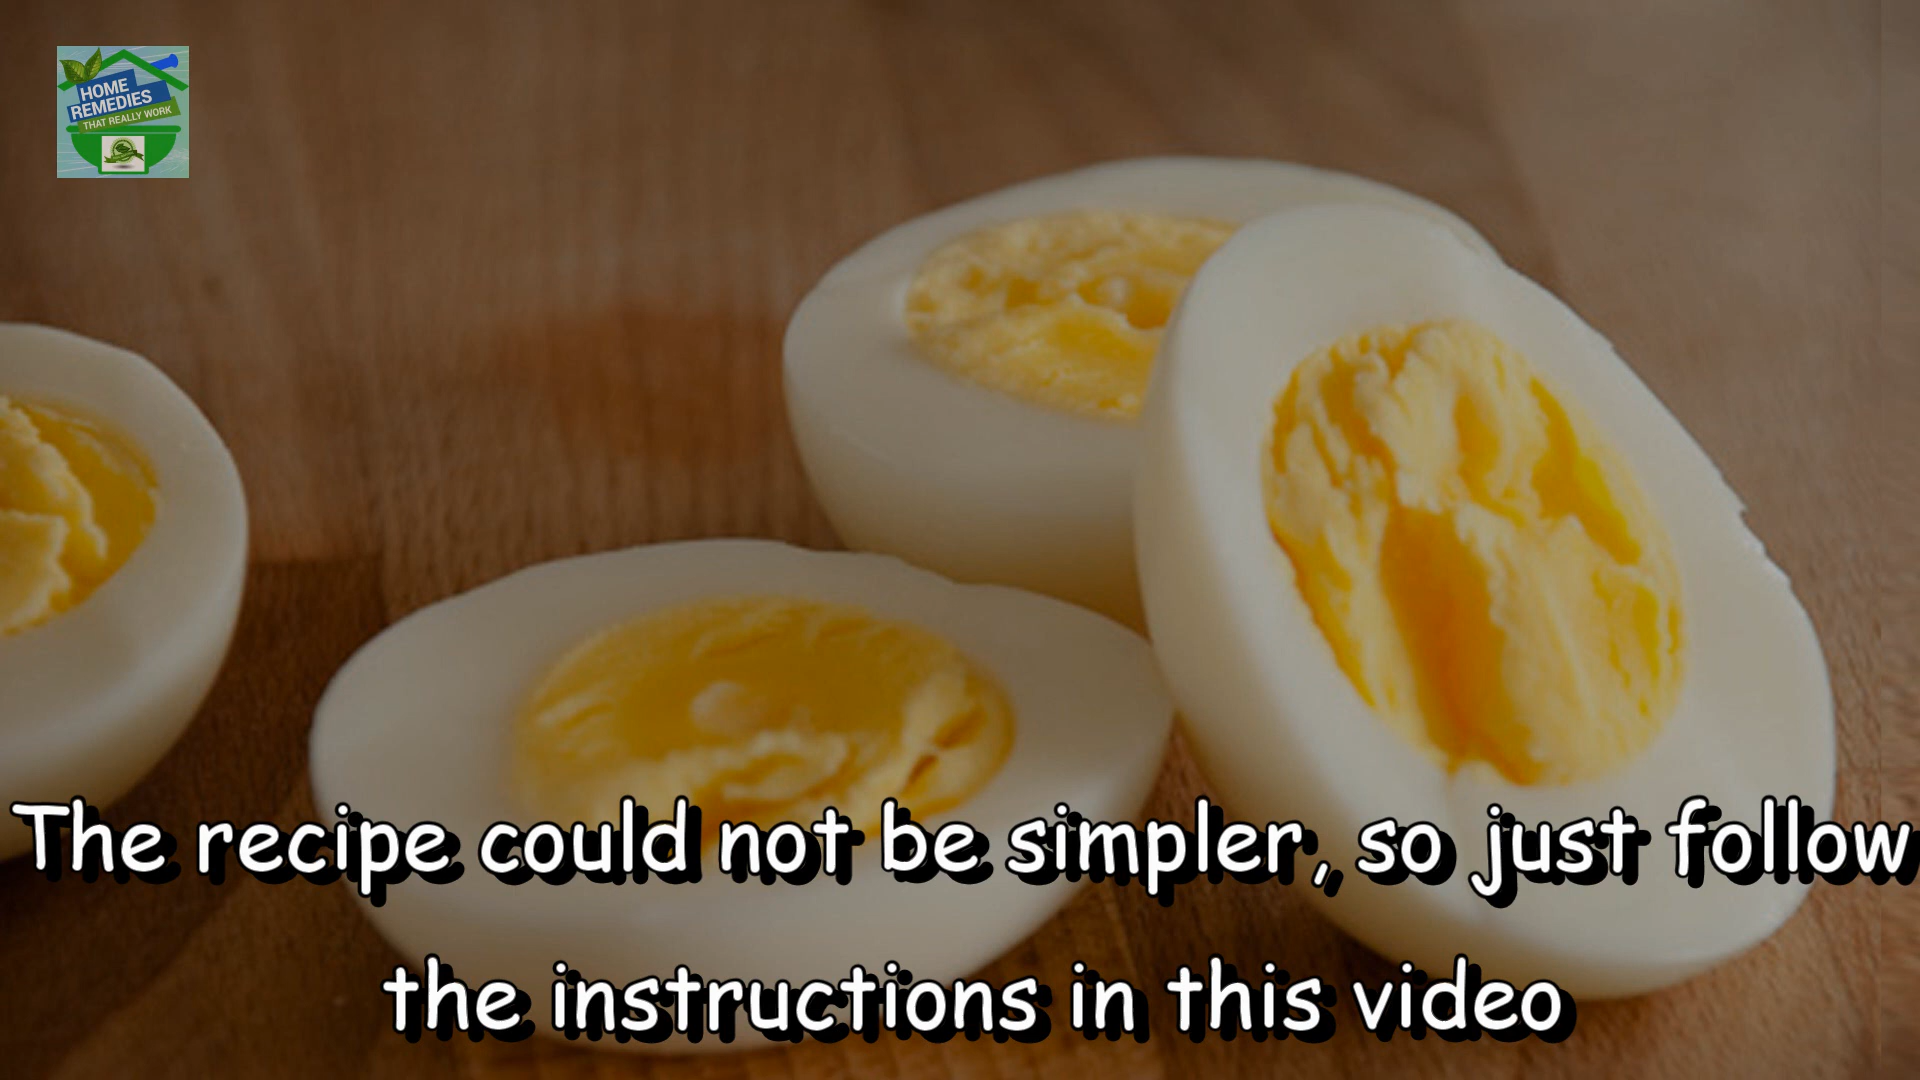 HOME
REMEDIES
THAT REALLY WORK
The recipe could not be simpler, so just follow
the instructions in this video